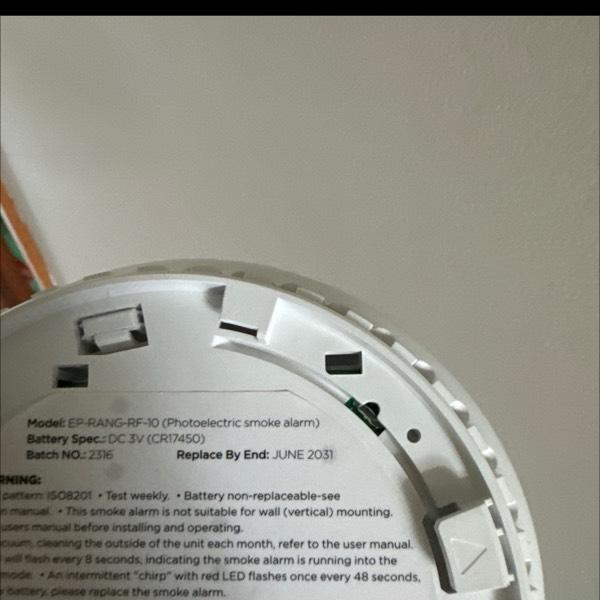 Model: EP-RANG-RF-10 (Photoelectric smoke alarm)
Battery Spec.: DC 3V (CR17450)
Batch NO.: 2316 Replace By End: JUNE 2031
RNING:
pattern: ISO8201 • Test weekly. • Battery non-replaceable-see
n manual. • This smoke alarm is not suitable for wall (vertical) mounting.
users manual before installing and operating.
cuum, cleaning the outside of the unit each month, refer to the user manual.
will flash every 8 seconds, indicating the smoke alarm is running into the
mode. • An intermittent "chirp" with red LED flashes once every 48 seconds,
battery, please replace the smoke alarm.